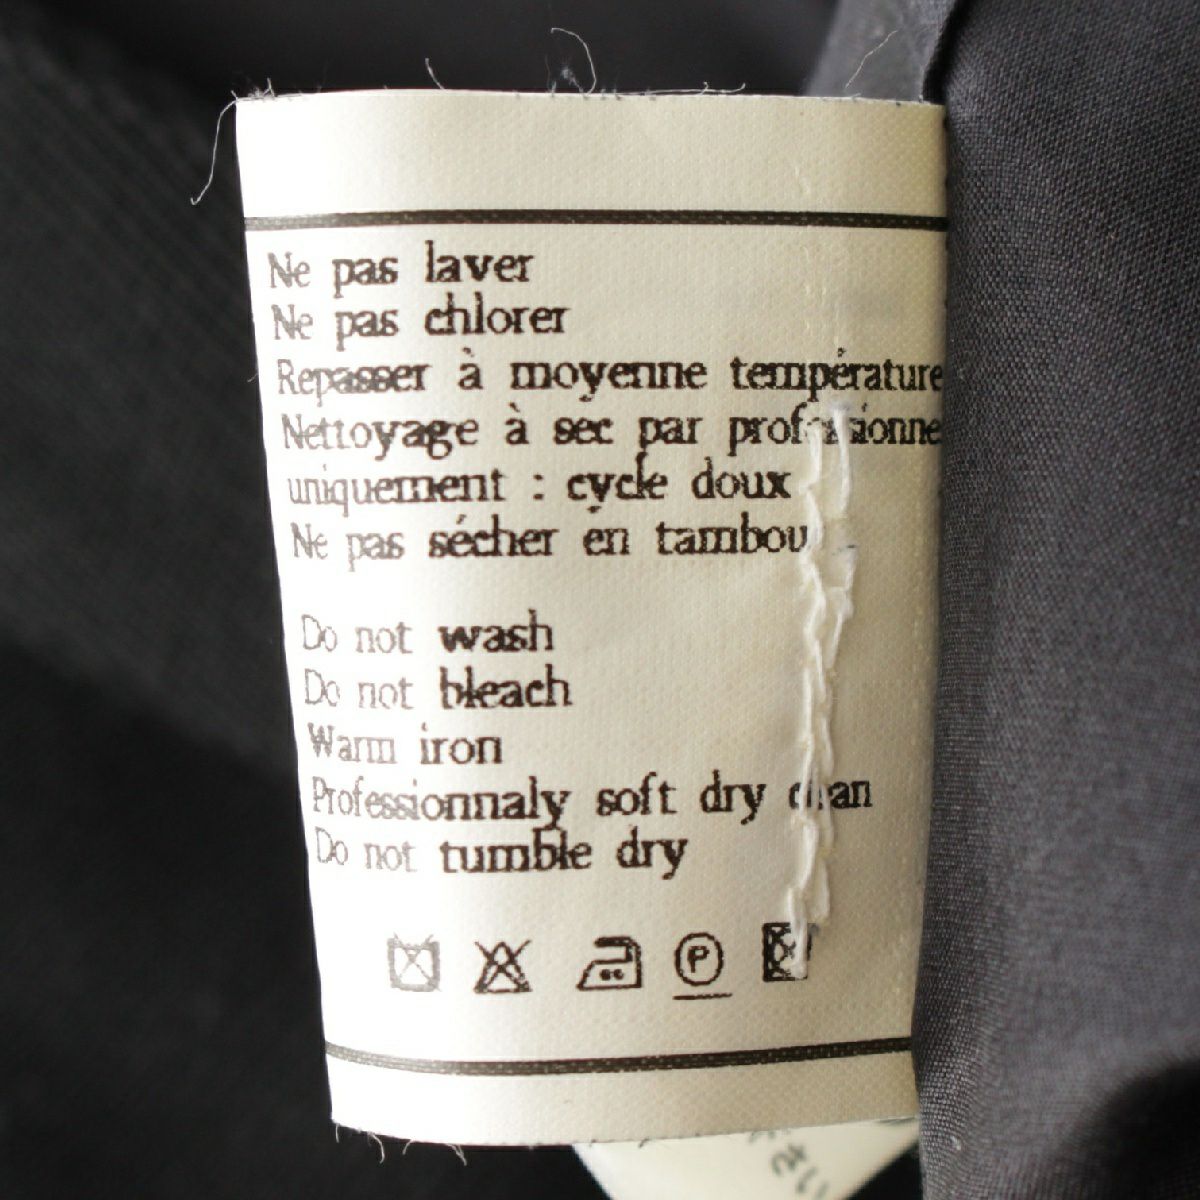 Ne pas laver
Ne pas chlorer
Repasser à moyenne température
Nettoyage à sec par professionne
uniquement : cycle doux
Ne pas sécher en tambou
Do not wash
Do not bleach
Warm iron
Professionnaly soft dry clean
Do not tumble dry
P